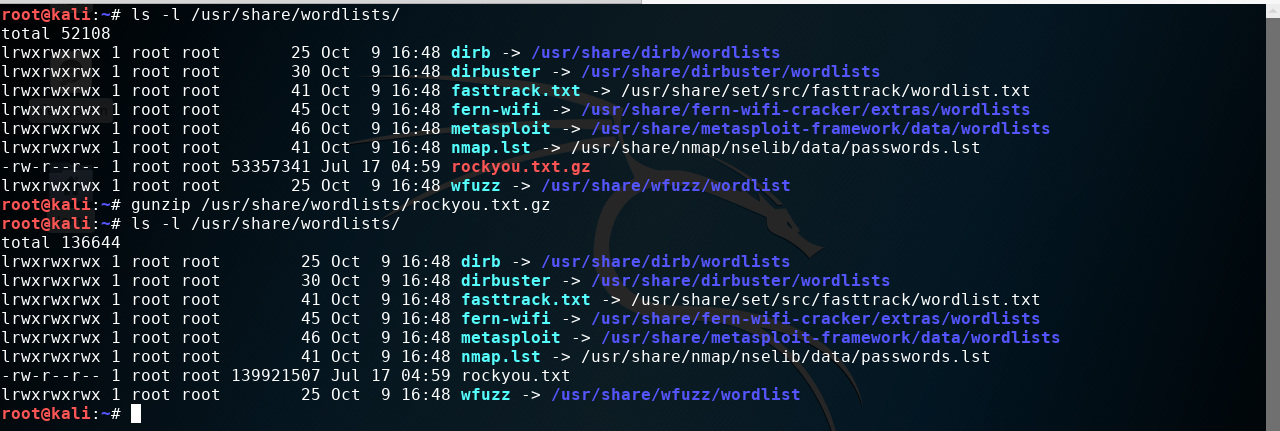 root@kali:~# ls -l /usr/share/wordlists/
total 52108
lrwxrwxrwx 1 root root       25 Oct  9 16:48 dirb -> /usr/share/dirb/wordlists
lrwxrwxrwx 1 root root       30 Oct  9 16:48 dirbuster -> /usr/share/dirbuster/wordlists
lrwxrwxrwx 1 root root       41 Oct  9 16:48 fasttrack.txt -> /usr/share/set/src/fasttrack/wordlist.txt
lrwxrwxrwx 1 root root       45 Oct  9 16:48 fern-wifi -> /usr/share/fern-wifi-cracker/extras/wordlists
lrwxrwxrwx 1 root root       46 Oct  9 16:48 metasploit -> /usr/share/metasploit-framework/data/wordlists
lrwxrwxrwx 1 root root       41 Oct  9 16:48 nmap.lst -> /usr/share/nmap/nselib/data/passwords.lst
-rw-r--r-- 1 root root 53357341 Jul 17 04:59 rockyou.txt.gz
lrwxrwxrwx 1 root root       25 Oct  9 16:48 wfuzz -> /usr/share/wfuzz/wordlist
root@kali:~# gunzip /usr/share/wordlists/rockyou.txt.gz
root@kali:~# ls -l /usr/share/wordlists/
total 136644
lrwxrwxrwx 1 root root        25 Oct  9 16:48 dirb -> /usr/share/dirb/wordlists
lrwxrwxrwx 1 root root        30 Oct  9 16:48 dirbuster -> /usr/share/dirbuster/wordlists
lrwxrwxrwx 1 root root        41 Oct  9 16:48 fasttrack.txt -> /usr/share/set/src/fasttrack/wordlist.txt
lrwxrwxrwx 1 root root        45 Oct  9 16:48 fern-wifi -> /usr/share/fern-wifi-cracker/extras/wordlists
lrwxrwxrwx 1 root root        46 Oct  9 16:48 metasploit -> /usr/share/metasploit-framework/data/wordlists
lrwxrwxrwx 1 root root        41 Oct  9 16:48 nmap.lst -> /usr/share/nmap/nselib/data/passwords.lst
-rw-r--r-- 1 root root 139921507 Jul 17 04:59 rockyou.txt
lrwxrwxrwx 1 root root        25 Oct  9 16:48 wfuzz -> /usr/share/wfuzz/wordlist
root@kali:~#